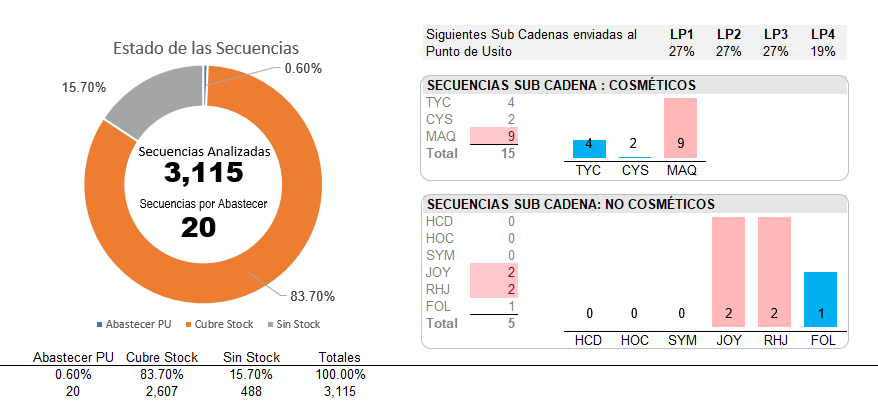 Estado de las Secuencias
0.60%
15.70%
Secuencias Analizadas
3,115
Secuencias por Abastecer
20
83.70%
Abastecer PU Cubre Stock Sin Stock
Abastecer PU Cubre Stock Sin Stock Totales
0.60% 83.70% 15.70% 100.00%
20 2,607 488 3,115
Siguientes Sub Cadenas enviadas al LP1 LP2 LP3 LP4
Punto de Usito 27% 27% 27% 19%
SECUENCIAS SUB CADENA : COSMÉTICOS
TYC 4
CYS 2
MAQ 9
Total 15
4 2 9
TYC CYS MAQ
SECUENCIAS SUB CADENA: NO COSMÉTICOS
HCD 0
HOC 0
SYM 0
JOY 2
RHJ 2
FOL 1
Total 5
0 0 0 2 2 1
HCD HOC SYM JOY RHJ FOL